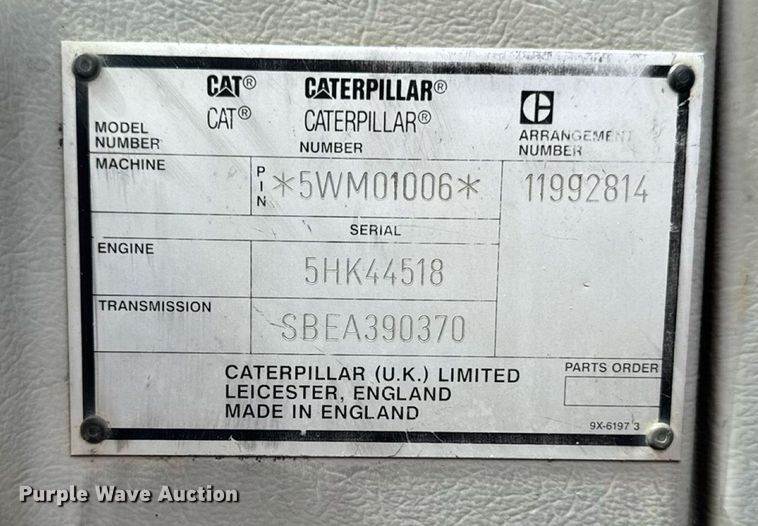 CAT® CATERPILLAR®
CAT® CATERPILLAR®
MODEL NUMBER NUMBER ARRANGEMENT NUMBER
MACHINE PIN *5WM01006* 11992814
SERIAL
ENGINE 5HK44518
TRANSMISSION SBEA390370
CATERPILLAR (U.K.) LIMITED
LEICESTER, ENGLAND
MADE IN ENGLAND
PARTS ORDER
9X-6197 3
Purple Wave Auction